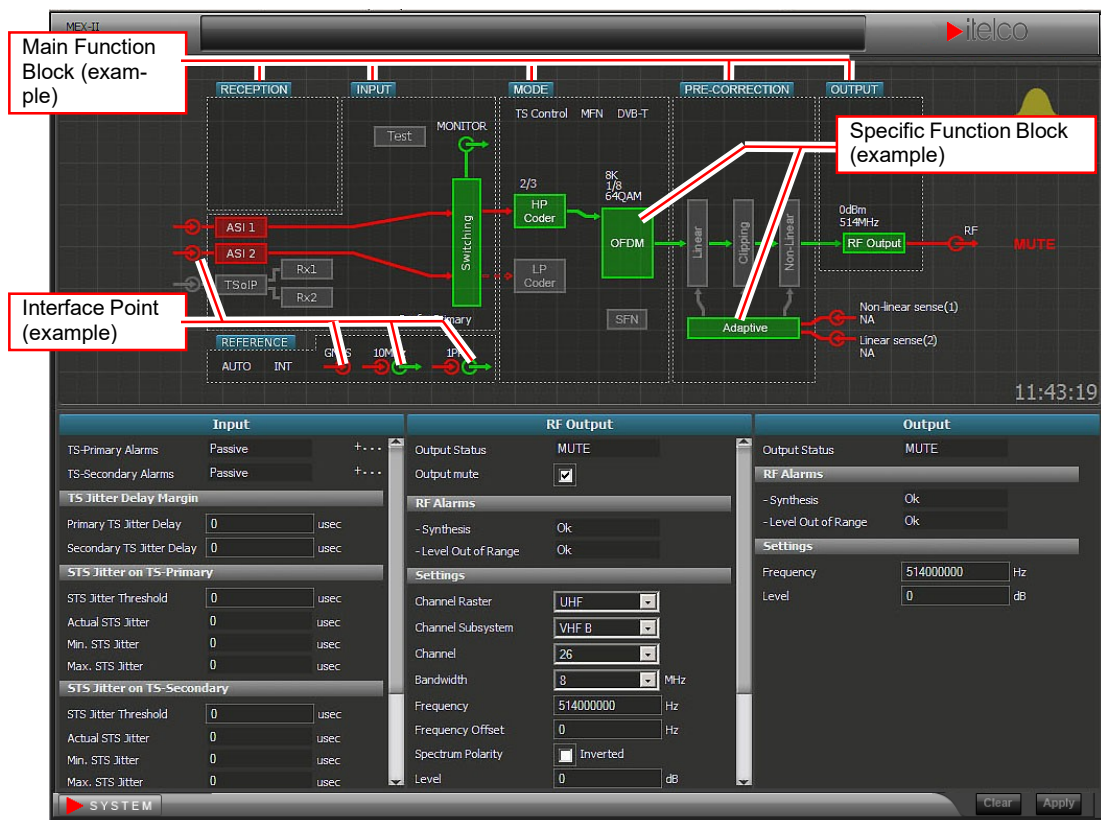 MEX-II
itelco
Main Function
Block (exam-
ple)
RECEPTION
INPUT
MODE
PRE-CORRECTION
OUTPUT
TS Control MFN DVB-T
Specific Function Block
(example)
Test
MONITOR
2/3
8K
1/8
64QAM
HP
Coder
OFDM
Switching
LP
Coder
SFN
Linear
Clipping
Non-Linear
Adaptive
0dBm
514MHz
RF Output
RF
MUTE
ASI 1
ASI 2
TSoIP
Rx1
Rx2
Interface Point
(example)
REFERENCE
AUTO INT
Non-linear sense(1)
NA
Linear sense(2)
NA
11:43:19
Input
TS-Primary Alarms Passive +---
TS-Secondary Alarms Passive +---
TS Jitter Delay Margin
Primary TS Jitter Delay 0 usec
Secondary TS Jitter Delay 0 usec
STS Jitter on TS-Primary
STS Jitter Threshold 0 usec
Actual STS Jitter 0 usec
Min. STS Jitter 0 usec
Max. STS Jitter 0 usec
STS Jitter on TS-Secondary
STS Jitter Threshold 0 usec
Actual STS Jitter 0 usec
Min. STS Jitter 0 usec
Max. STS Jitter 0 usec
RF Output
Output Status MUTE
Output mute
RF Alarms
- Synthesis Ok
- Level Out of Range Ok
Settings
Channel Raster UHF
Channel Subsystem VHF B
Channel 26
Bandwidth 8 MHz
Frequency 514000000 Hz
Frequency Offset 0 Hz
Spectrum Polarity Inverted
Level 0 dB
Output
Output Status MUTE
RF Alarms
- Synthesis Ok
- Level Out of Range Ok
Settings
Frequency 514000000 Hz
Level 0 dB
SYSTEM
Clear
Apply